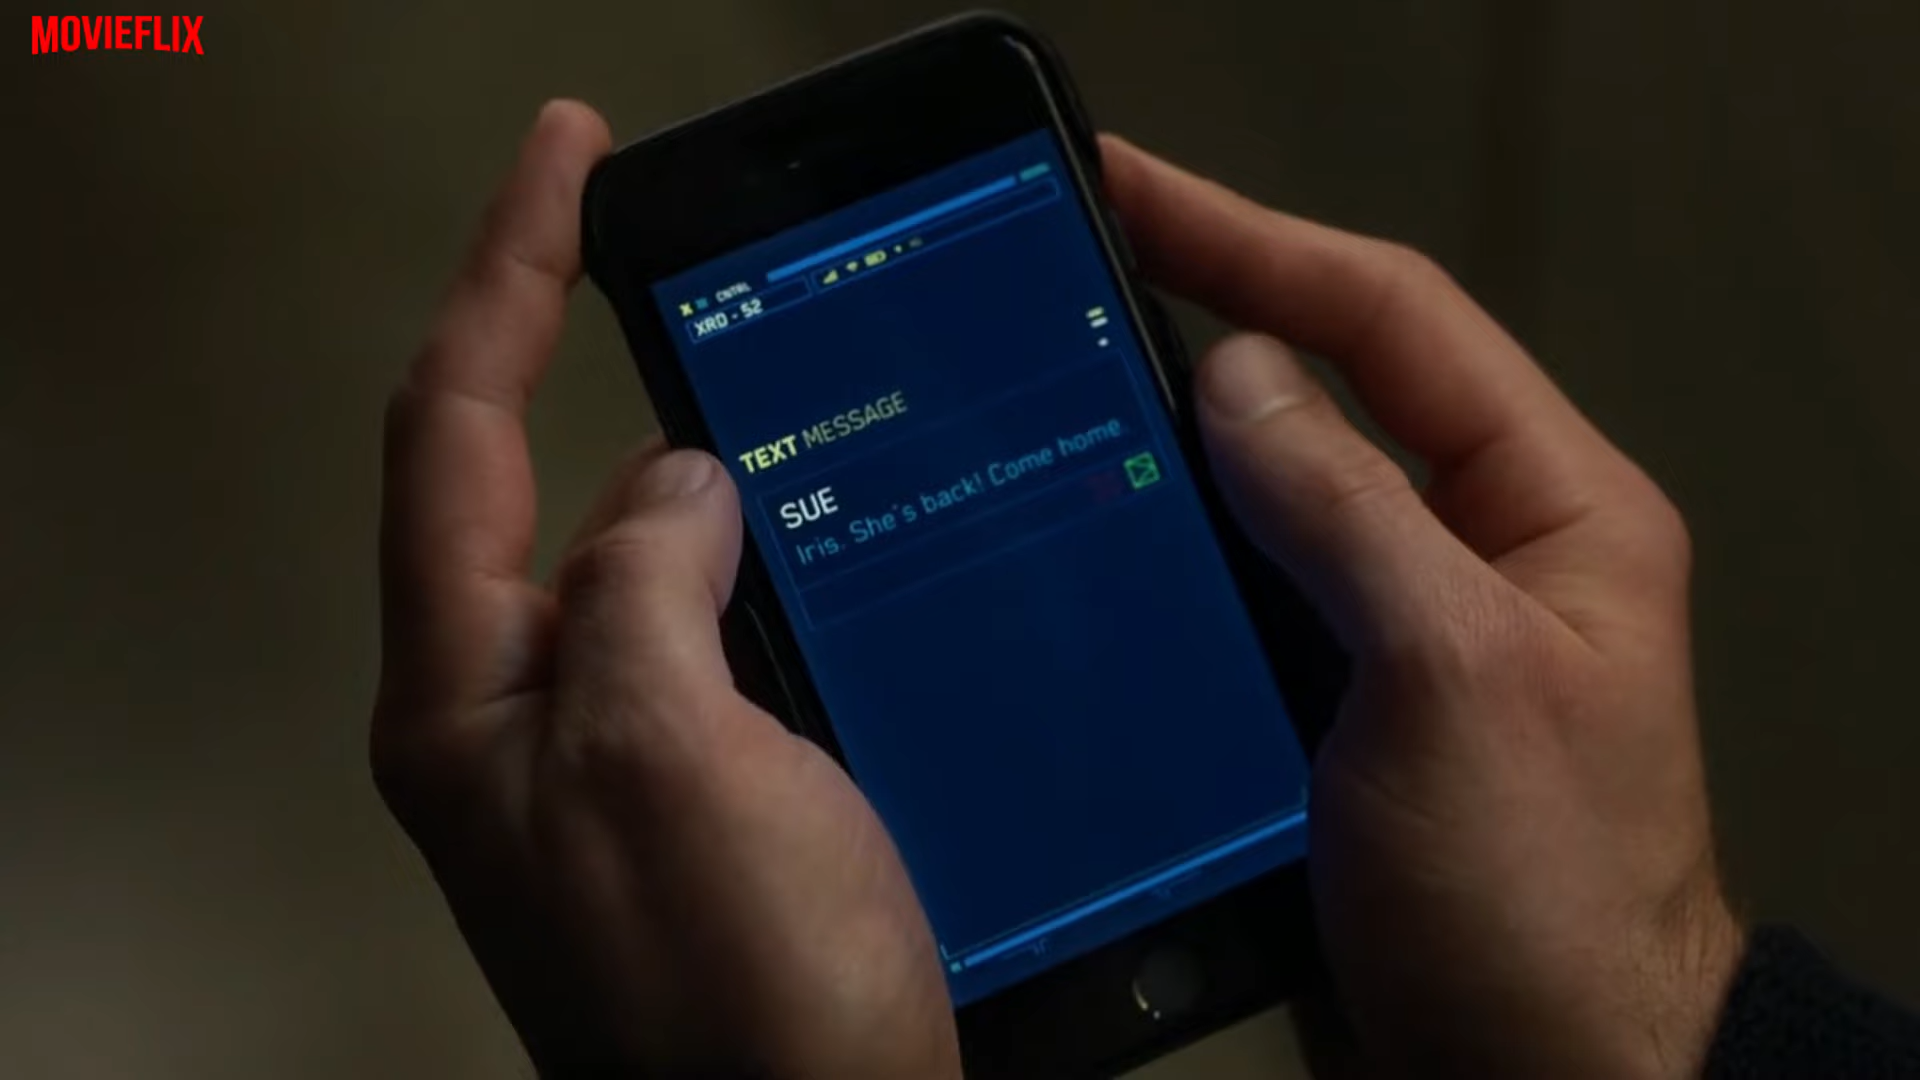 MOVIEFLIX
CNTRL
XRD - 52
TEXT MESSAGE
SUE
Iris. She's back! Come home.